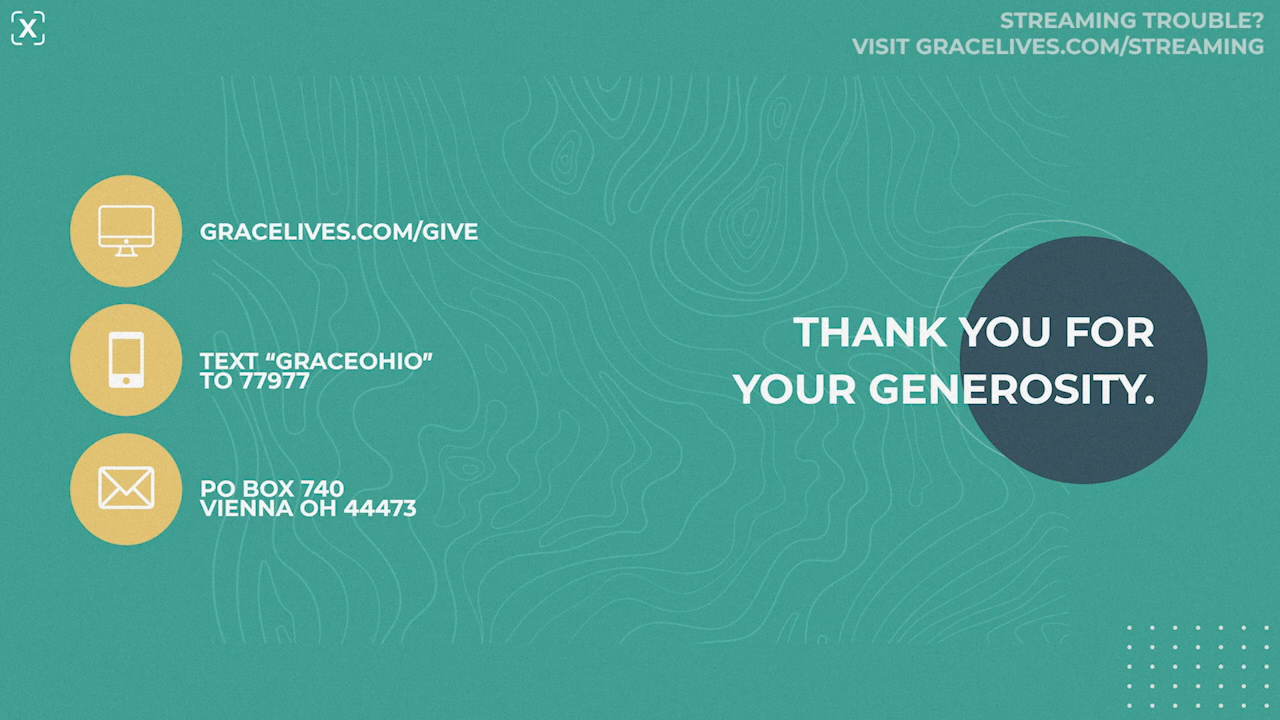 X
STREAMING TROUBLE?
VISIT GRACELIVES.COM/STREAMING
GRACELIVES.COM/GIVE
TEXT “GRACEOHIO”
TO 77977
PO BOX 740
VIENNA OH 44473
THANK YOU FOR
YOUR GENEROSITY.